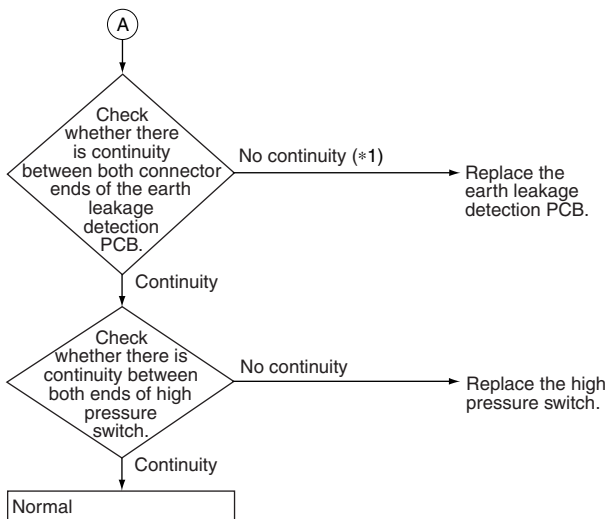 A
Check
whether there
is continuity
between both connector
ends of the earth
leakage
detection
PCB.
No continuity (*1)
Replace the
earth leakage
detection PCB.
Continuity
Check
whether there is
continuity between
both ends of high
pressure
switch.
No continuity
Replace the high
pressure switch.
Continuity
Normal